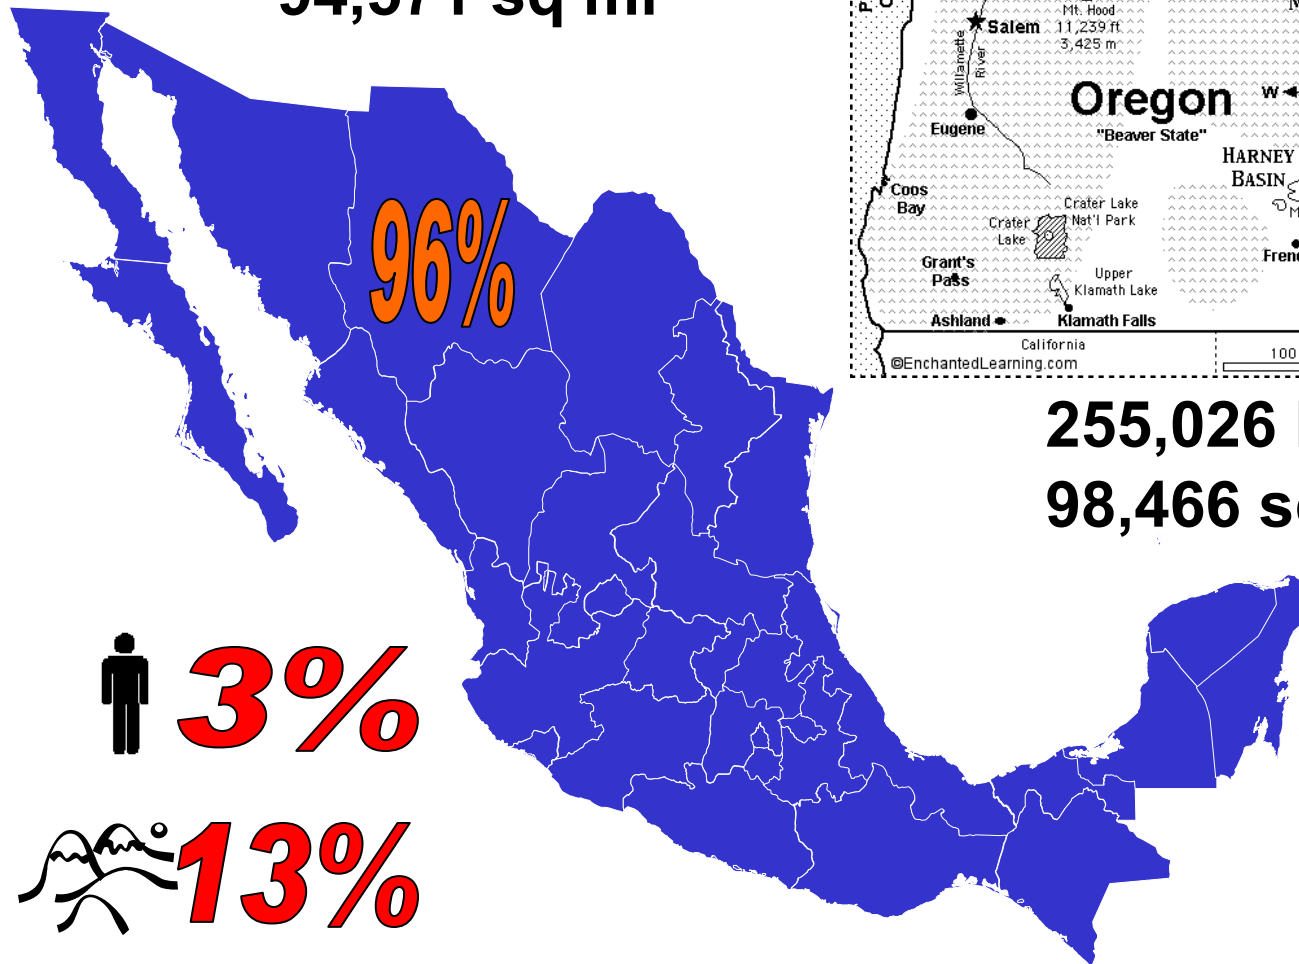 sq mi
Mt. Hood
11,239 ft
3,425 m
Salem
Willamette
River
Oregon
"Beaver State"
W
Eugene
HARNEY
BASIN
Coos
Bay
Crater Lake
Nat'l Park
Crater
Lake
Grant's
Pass
Upper
Klamath Lake
Ashland
Klamath Falls
California
©EnchantedLearning.com
100
96%
255,026
98,466
3%
13%